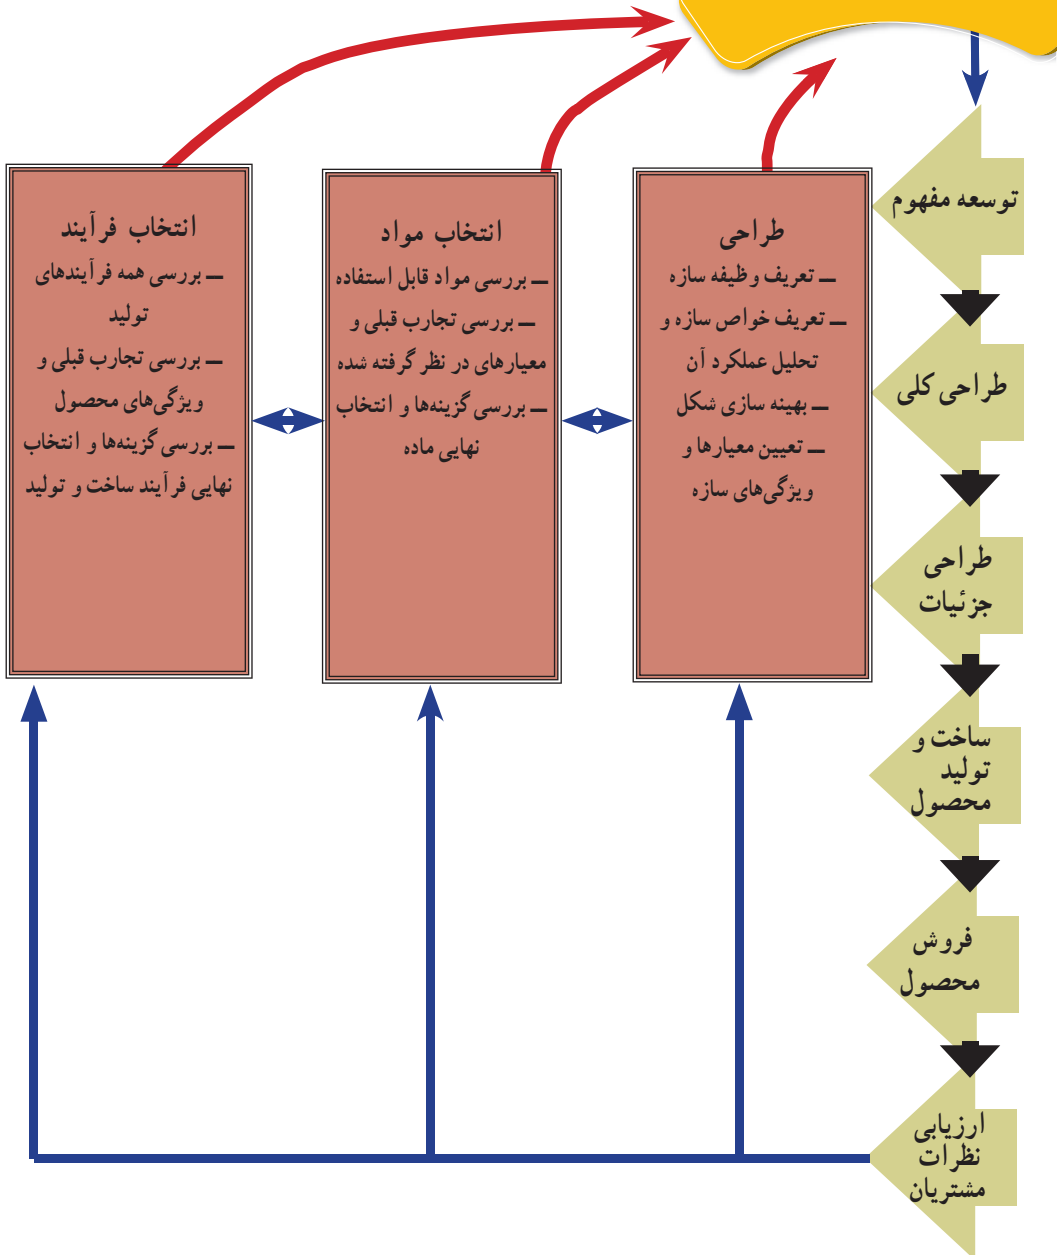 توسعه مفهوم
طراحی کلی
طراحی
جزئیات
ساخت و
تولید
محصول
فروش
محصول
ارزیابی
نظرات
مشتریان
طراحی
ـ تعریف وظیفه سازه
ـ تعریف خواص سازه و
تحلیل عملکرد آن
ـ بهینه سازی شکل
ـ تعیین معیارها و
ویژگی‌های سازه
انتخاب مواد
ـ بررسی مواد قابل استفاده
ـ بررسی تجارب قبلی و
معیارهای در نظر گرفته شده
ـ بررسی گزینه‌ها و انتخاب
نهایی ماده
انتخاب فرآیند
ـ بررسی همه فرآیندهای
تولید
ـ بررسی تجارب قبلی و
ویژگی‌های محصول
ـ بررسی گزینه‌ها و انتخاب
نهایی فرآیند ساخت و تولید